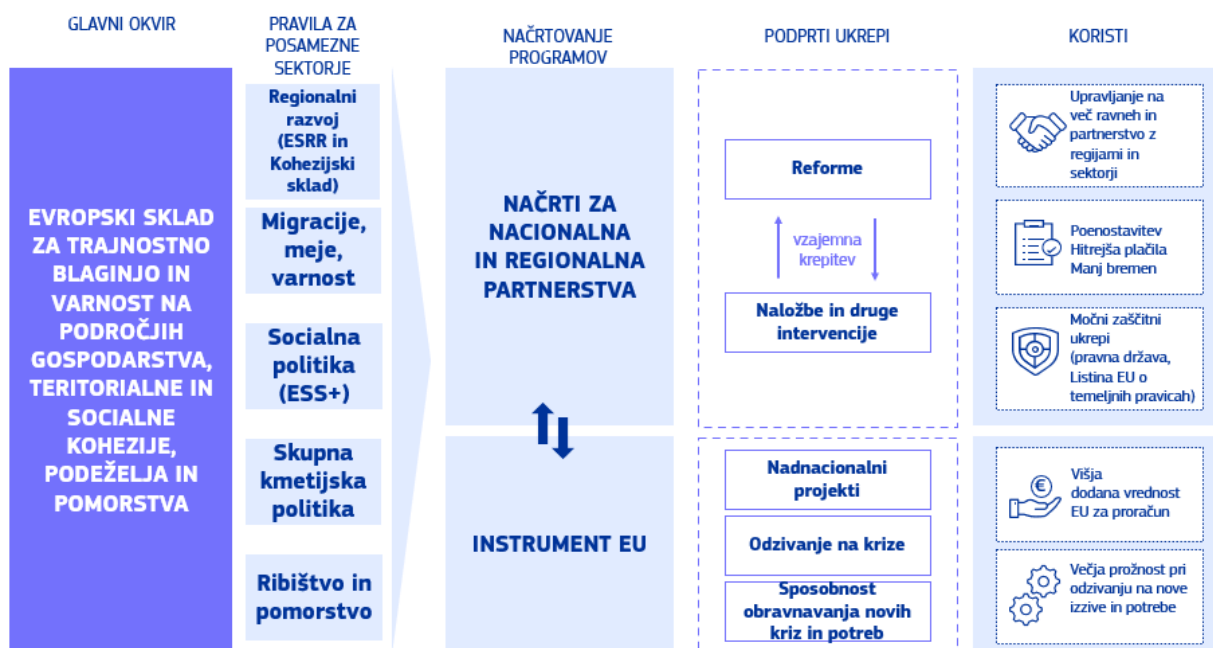 GLAVNI OKVIR
PRAVILA ZA
POSAMEZNE
SEKTORJE
NAČRTOVANJE
PROGRAMOV
PODPRTI UKREPI
KORISTI
EVROPSKI SKLAD
ZA TRAJNOSTNO
BLAGINJO IN
VARNOST NA
PODROČJIH
GOSPODARSTVA,
TERITORIALNE IN
SOCIALNE
KOHEZIJE,
PODEŽELJA IN
POMORSTVA
Regionalni
razvoj
(ESRR in
Kohezijski
sklad)
Migracije,
meje,
varnost
Socialna
politika
(ESS+)
Skupna
kmetijska
politika
Ribištvo in
pomorstvo
NAČRTI ZA
NACIONALNA
IN REGIONALNA
PARTNERSTVA
INSTRUMENT EU
Reforme
vzajemna
krepitev
Naložbe in druge
intervencije
Nadnacionalni
projekti
Odzivanje na krize
Sposobnost
obravnavanja novih
kriz in potreb
Upravljanje na
več ravneh in
partnerstvo z
regijami in
sektorji
Poenostavitev
Hitrejša plačila
Manj bremen
Močni zaščitni
ukrepi
(pravna država,
Listina EU o
temeljnih pravicah)
Višja
dodana vrednost
EU za proračun
Večja prožnost pri
odzivanju na nove
izzive in potrebe